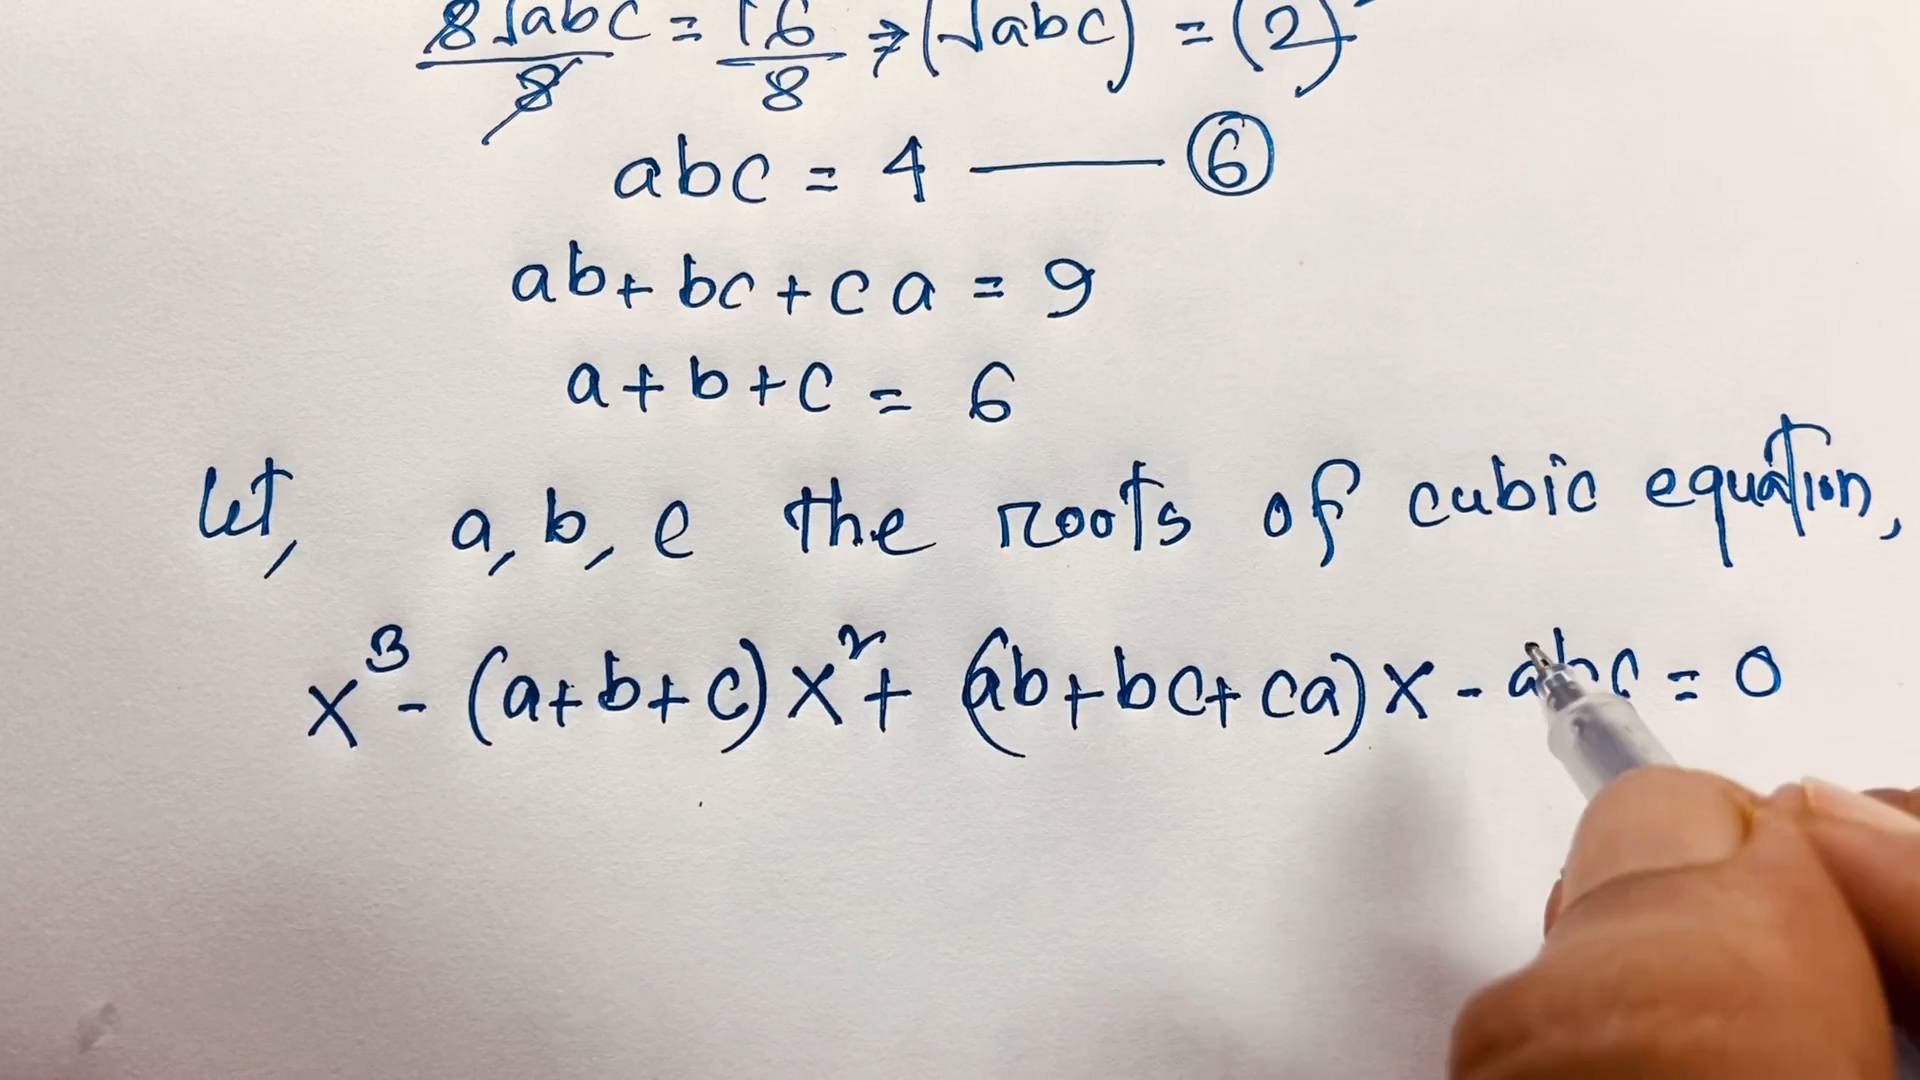 8√abc/8 = 16/8 ⇒ (√abc) = (2)²
abc = 4 —— ⑥
ab + bc + ca = 9
a + b + c = 6
Let, a, b, c the roots of cubic equation,
x³ - (a+b+c)x² + (ab+bc+ca)x - abc = 0